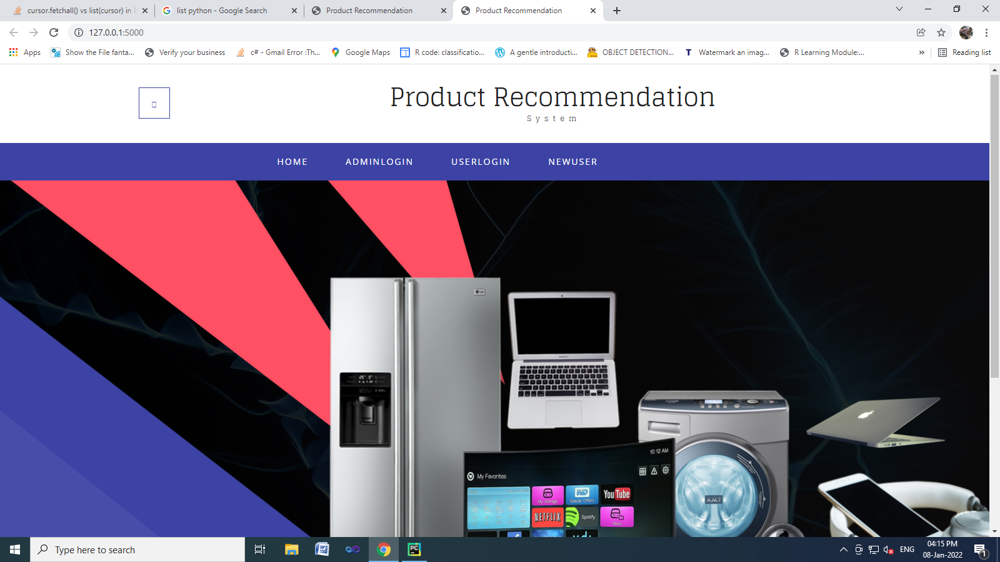 cursor.fetchall() vs list(cursor) in
list python - Google Search
Product Recommendation
Product Recommendation
127.0.0.1:5000
Apps
Show the File fanta...
Verify your business
c# - Gmail Error :Th...
Google Maps
R code: classificatio...
A gentle introducti...
OBJECT DETECTION...
T
Watermark an imag...
R Learning Module:...
»
Reading list
Product Recommendation
System
HOME
ADMINLOGIN
USERLOGIN
NEWUSER
LG
10:12 AM
My Favorites
My Storage
WD
Special Offers
YouTube
NETFLIX
Spotify
Music
A.M.T
Type here to search
PC
ENG
04:15 PM
08-Jan-2022
1